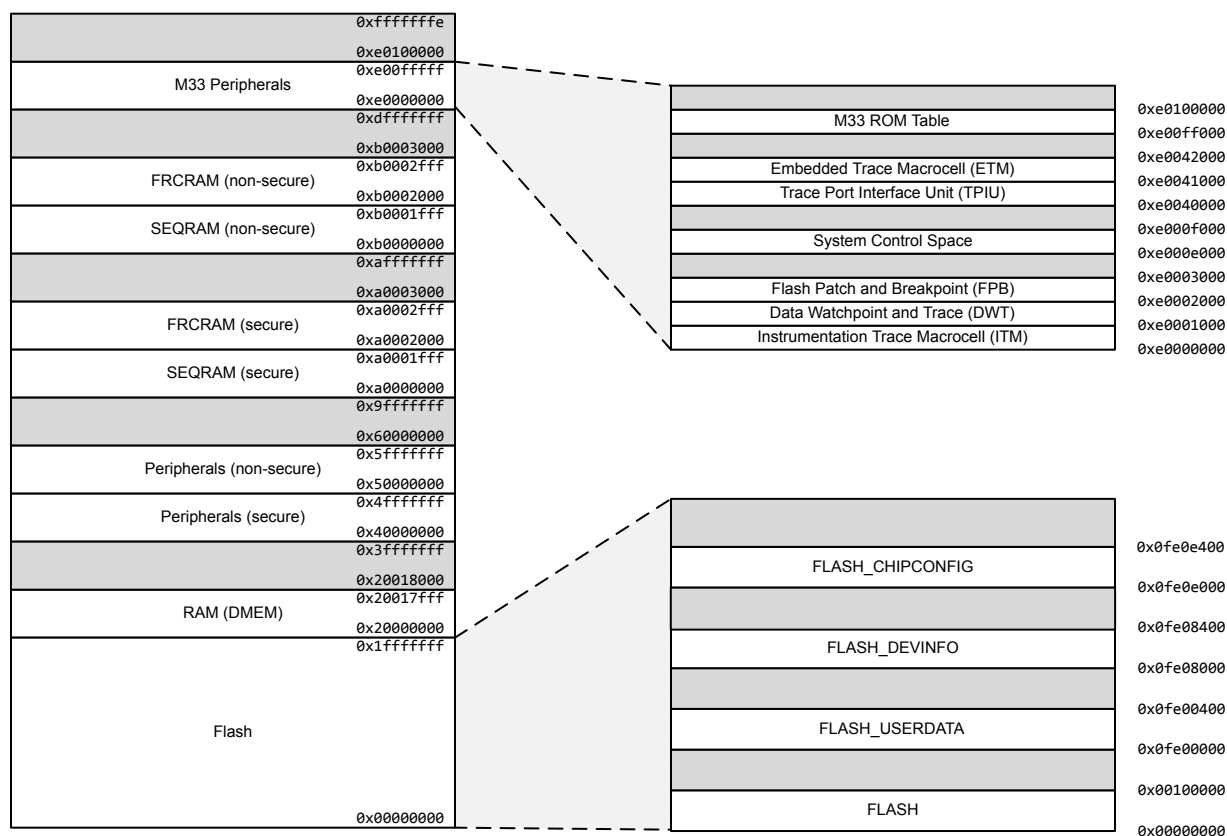 0xfffffffe
0xe0100000
0xe00fffff
M33 Peripherals
0xe0000000
0xdfffffff
0xb0003000
0xb0002fff
FRCRAM (non-secure)
0xb0002000
0xb0001fff
SEQRAM (non-secure)
0xb0000000
0xafffffff
0xa0003000
0xa0002fff
FRCRAM (secure)
0xa0002000
0xa0001fff
SEQRAM (secure)
0xa0000000
0x9fffffff
0x60000000
0x5fffffff
Peripherals (non-secure)
0x50000000
0x4fffffff
Peripherals (secure)
0x40000000
0x3fffffff
0x20018000
0x20017fff
RAM (DMEM)
0x20000000
0x1fffffff
Flash
0x00000000
0xe0100000
M33 ROM Table
0xe00ff000
0xe0042000
Embedded Trace Macrocell (ETM)
0xe0041000
Trace Port Interface Unit (TPIU)
0xe0040000
0xe000f000
System Control Space
0xe000e000
0xe0003000
Flash Patch and Breakpoint (FPB)
0xe0002000
Data Watchpoint and Trace (DWT)
0xe0001000
Instrumentation Trace Macrocell (ITM)
0xe0000000
0x0fe0e400
FLASH_CHIPCONFIG
0x0fe0e000
0x0fe08400
FLASH_DEVINFO
0x0fe08000
0x0fe00400
FLASH_USERDATA
0x0fe00000
0x00100000
FLASH
0x00000000